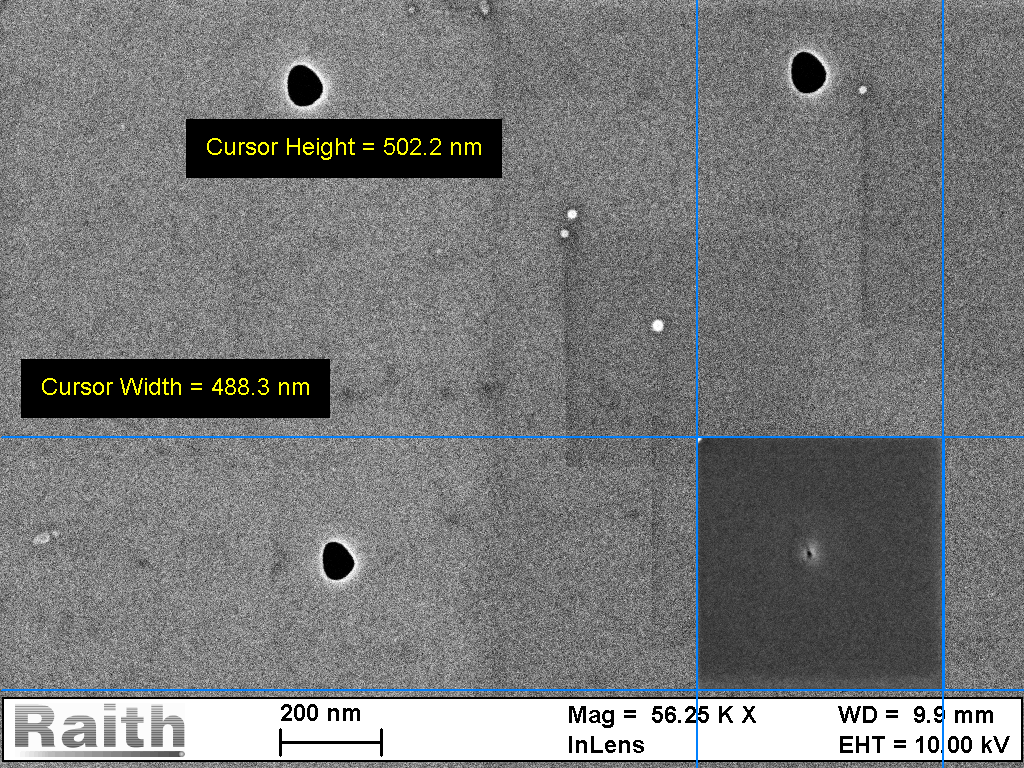 Cursor Height = 502.2 nm
Cursor Width = 488.3 nm
Raith
200 nm
Mag = 56.25 K X
WD = 9.9 mm
InLens
EHT = 10.00 kV